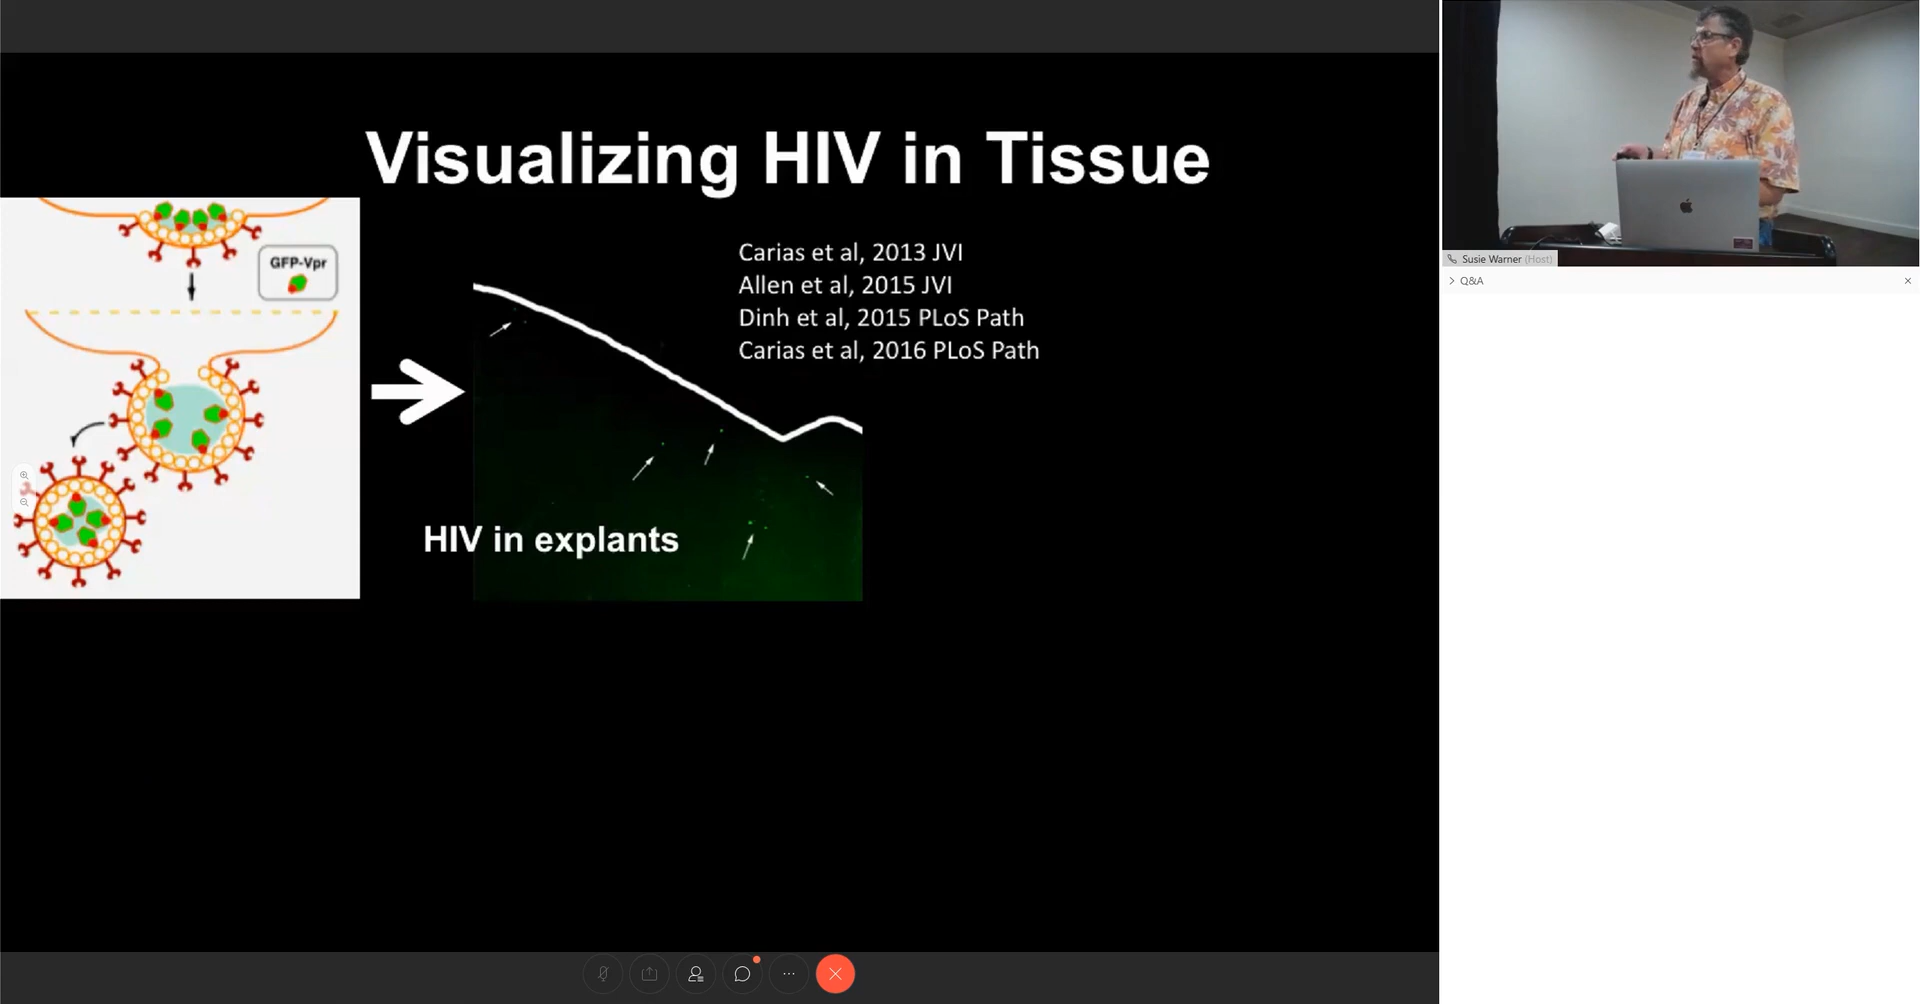 Visualizing HIV in Tissue
GFP-Vpr
Carias et al, 2013 JVI
Allen et al, 2015 JVI
Dinh et al, 2015 PLoS Path
Carias et al, 2016 PLoS Path
HIV in explants
Susie Warner (Host)
Q&A